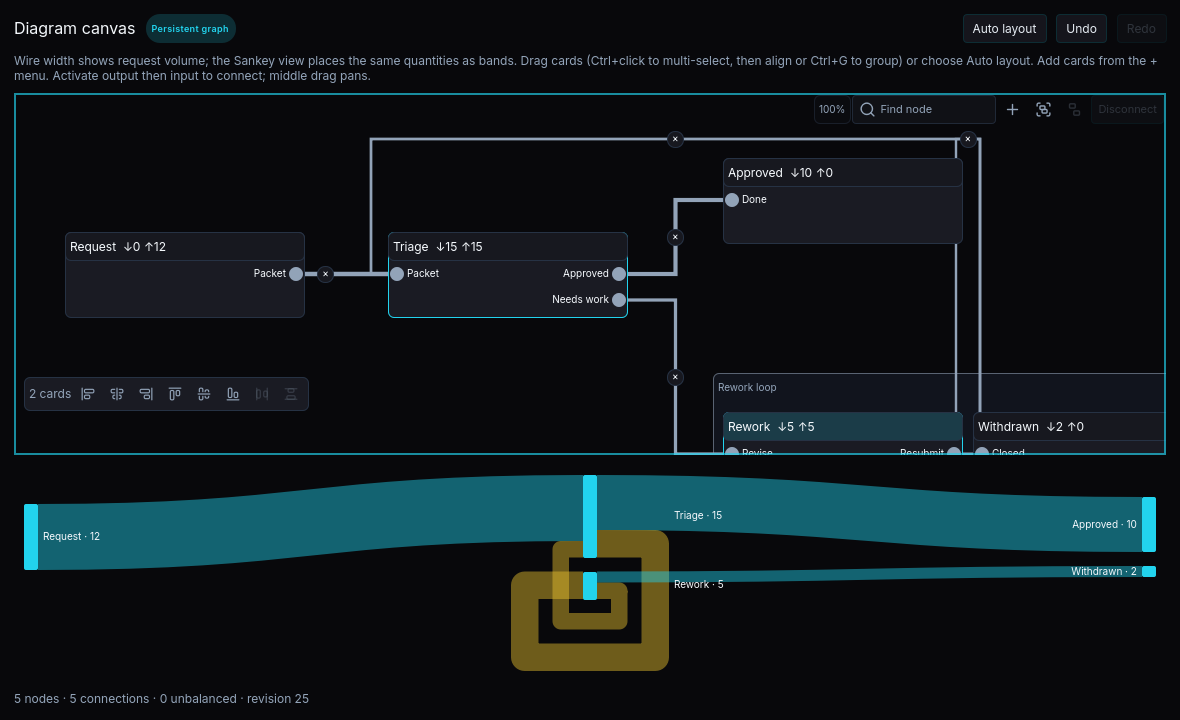 Diagram canvas
Persistent graph
Auto layout
Undo
Redo
Wire width shows request volume; the Sankey view places the same quantities as bands. Drag cards (Ctrl+click to multi-select, then align or Ctrl+G to group) or choose Auto layout. Add cards from the +
menu. Activate output then input to connect; middle drag pans.
100%
Find node
Disconnect
Approved ↓10 ↑0
Done
Request ↓0 ↑12
Packet
Triage ↓15 ↑15
Packet
Approved
Needs work
2 cards
Rework loop
Rework ↓5 ↑5
Revise
Resubmit
Withdrawn ↓2 ↑0
Closed
Request · 12
Triage · 15
Approved · 10
Withdrawn · 2
Rework · 5
5 nodes · 5 connections · 0 unbalanced · revision 25